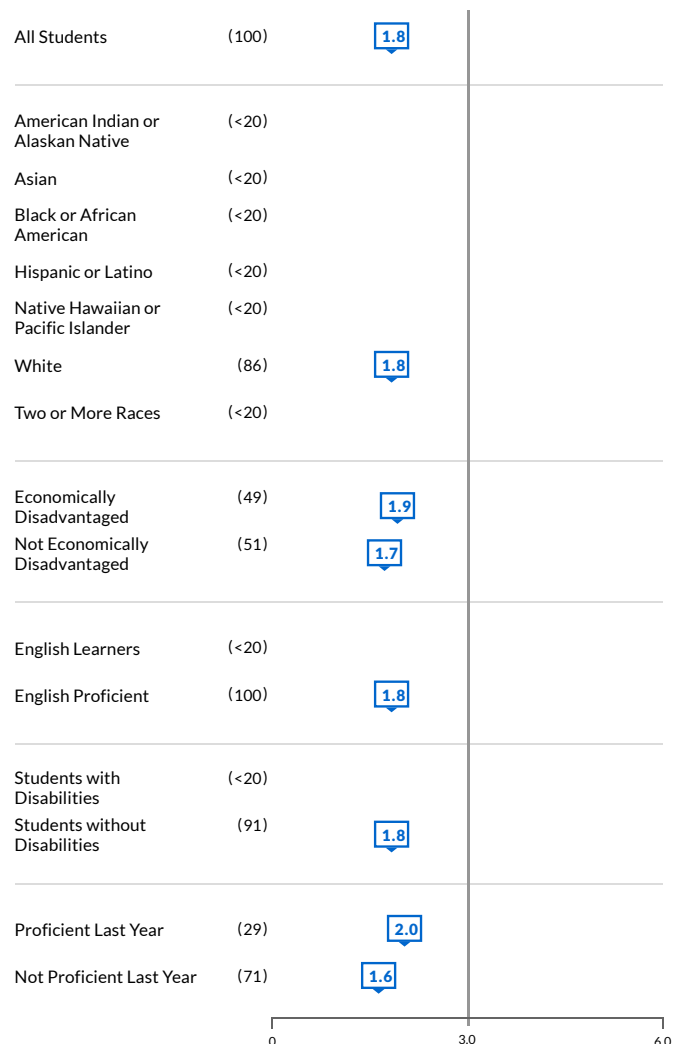 All Students (100) 1.8
American Indian or (<20)
Alaskan Native
Asian (<20)
Black or African (<20)
American
Hispanic or Latino (<20)
Native Hawaiian or (<20)
Pacific Islander
White (86) 1.8
Two or More Races (<20)
Economically (49) 1.9
Disadvantaged
Not Economically (51) 1.7
Disadvantaged
English Learners (<20)
English Proficient (100) 1.8
Students with (<20)
Disabilities
Students without (91) 1.8
Disabilities
Proficient Last Year (29) 2.0
Not Proficient Last Year (71) 1.6
0 3.0 6.0